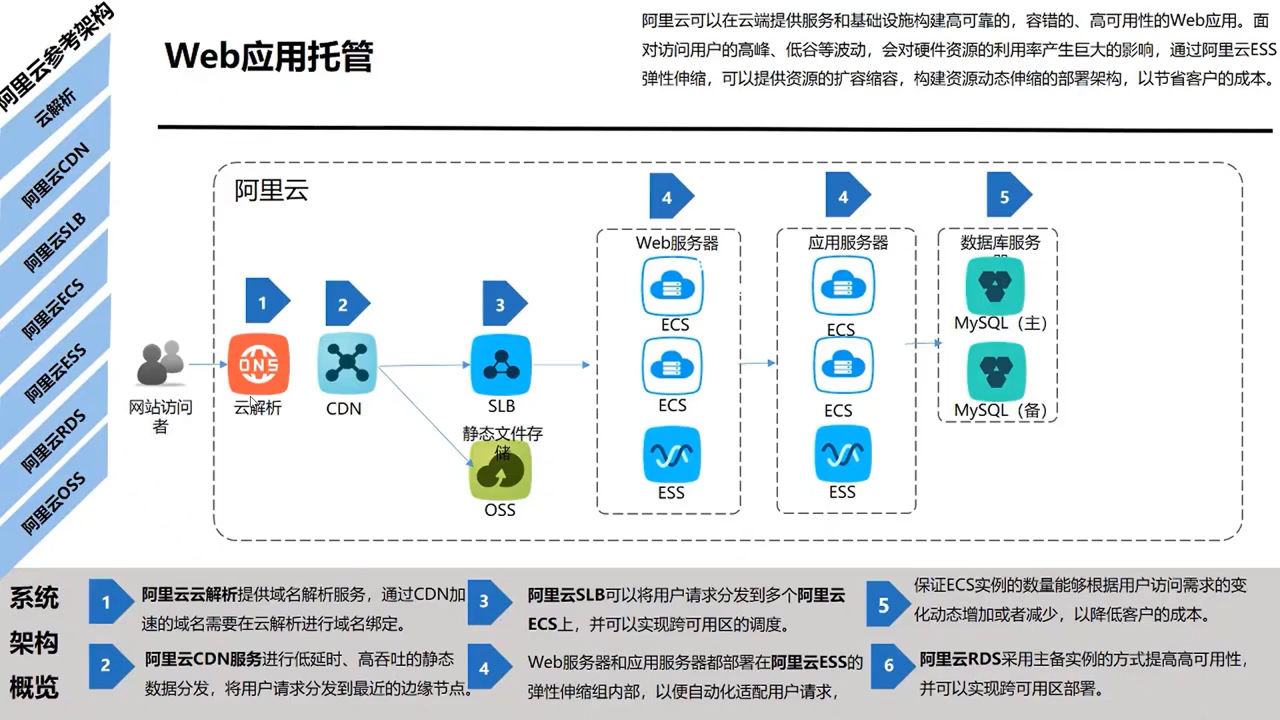 阿里云参考架构
云解析
阿里云CDN
阿里云SLB
阿里云ECS
阿里云ESS
阿里云RDS
阿里云OSS
Web应用托管
阿里云可以在云端提供服务和基础设施构建高可靠的，容错的、高可用性的Web应用。面
对访问用户的高峰、低谷等波动，会对硬件资源的利用率产生巨大的影响，通过阿里云ESS
弹性伸缩，可以提供资源的扩容缩容，构建资源动态伸缩的部署架构，以节省客户的成本。
阿里云
网站访问
者
1
DNS
云解析
2
CDN
3
SLB
静态文件存
储
OSS
4
Web服务器
ECS
ECS
ESS
4
应用服务器
ECS
ECS
ESS
5
数据库服务
器
MySQL（主）
MySQL（备）
系统
架构
概览
1
阿里云云解析提供域名解析服务，通过CDN加
速的域名需要在云解析进行域名绑定。
2
阿里云CDN服务进行低延时、高吞吐的静态
数据分发，将用户请求分发到最近的边缘节点。
3
阿里云SLB可以将用户请求分发到多个阿里云
ECS上，并可以实现跨可用区的调度。
4
Web服务器和应用服务器都部署在阿里云ESS的
弹性伸缩组内部，以便自动化适配用户请求，
5
保证ECS实例的数量能够根据用户访问需求的变
化动态增加或者减少，以降低客户的成本。
6
阿里云RDS采用主备实例的方式提高高可用性，
并可以实现跨可用区部署。